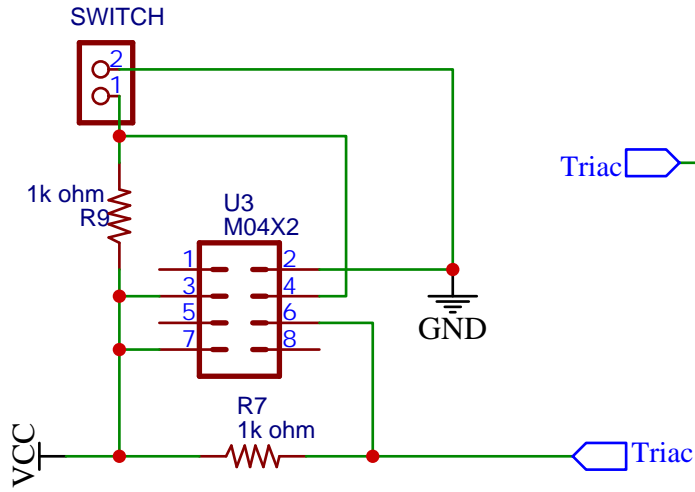 SWITCH
2
1
Triac
1k ohm
R9
U3
M04X2
1 2
3 4
5 6
7 8
GND
R7
1k ohm
VCC
Triac